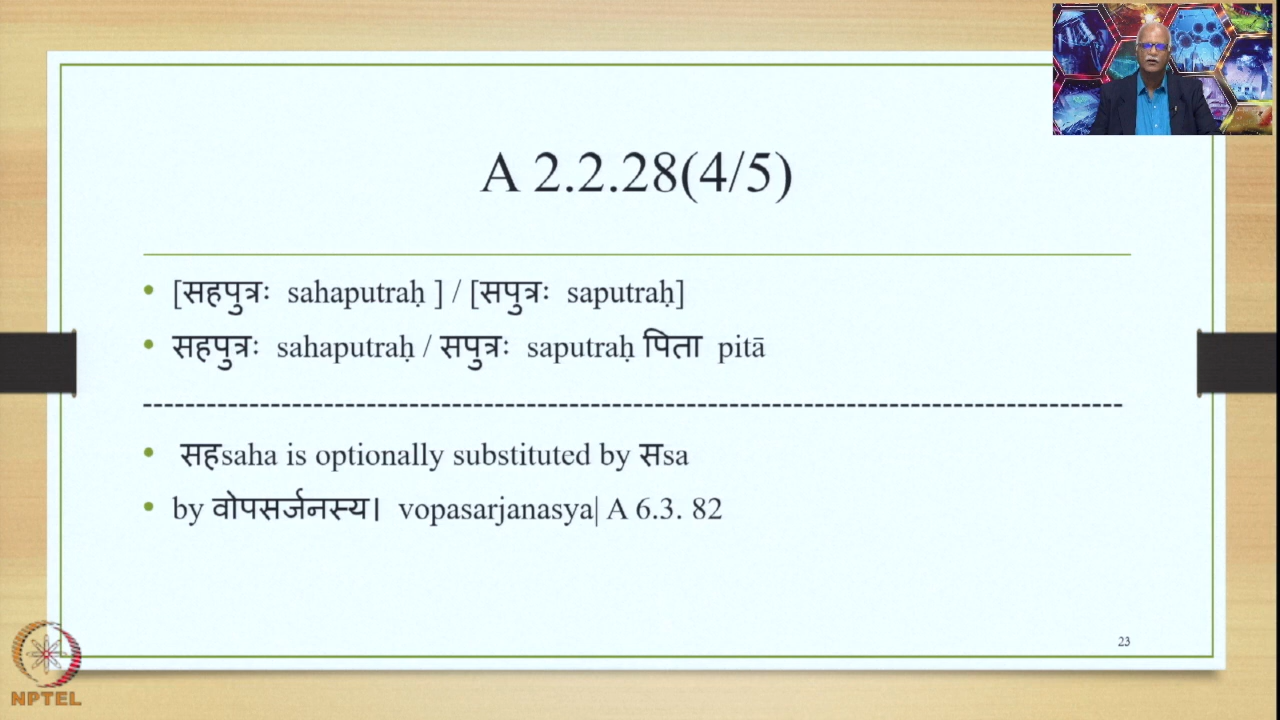 A 2.2.28(4/5)
• [सहपुत्रः sahaputraḥ ] / [सपुत्रः saputraḥ]
• सहपुत्रः sahaputraḥ / सपुत्रः saputraḥ पिता pitā
--------------------------------------------------------------------------------------------
• सहsaha is optionally substituted by सsa
• by वोपसर्जनस्य। vopasarjanasya| A 6.3. 82
23
NPTEL